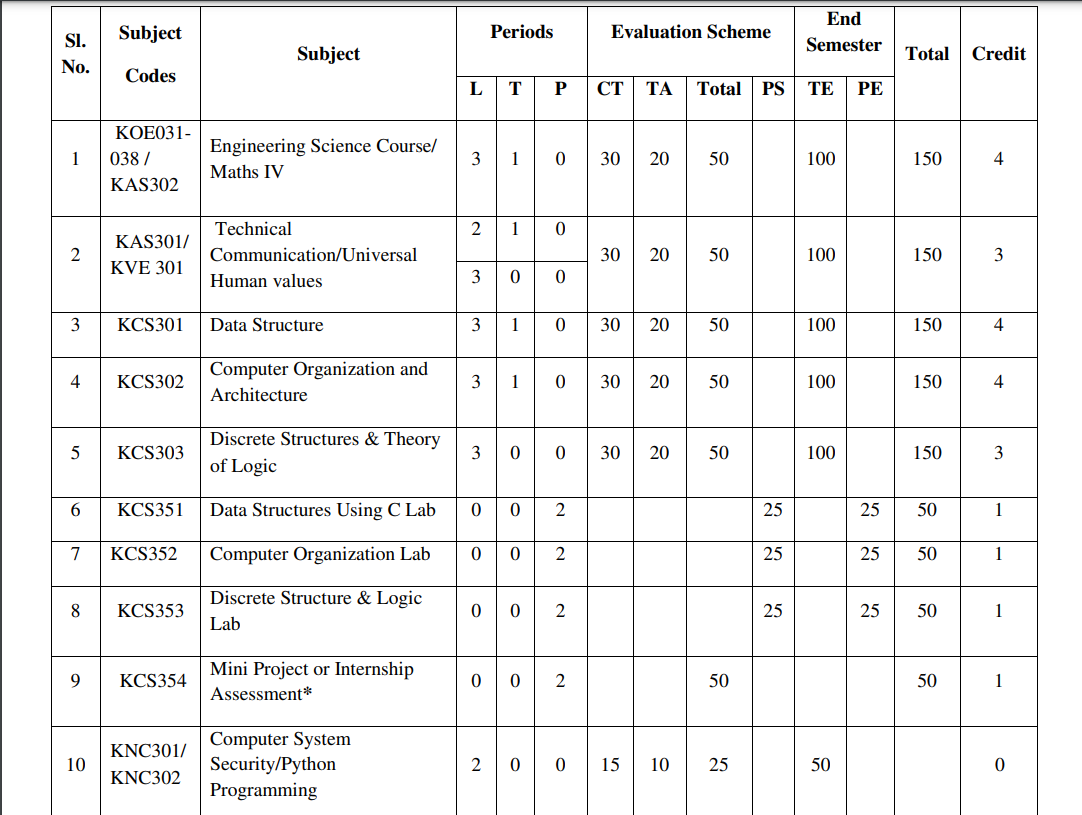 Sl. No. Subject Codes Subject Periods Evaluation Scheme End Semester Total Credit
L T P CT TA Total PS TE PE
1 KOE031-038 / KAS302 Engineering Science Course/ Maths IV 3 1 0 30 20 50 100 150 4
2 KAS301/ KVE 301 Technical Communication/Universal Human values 2 1 0 30 20 50 100 150 3
3 0 0
3 KCS301 Data Structure 3 1 0 30 20 50 100 150 4
4 KCS302 Computer Organization and Architecture 3 1 0 30 20 50 100 150 4
5 KCS303 Discrete Structures & Theory of Logic 3 0 0 30 20 50 100 150 3
6 KCS351 Data Structures Using C Lab 0 0 2 25 25 50 1
7 KCS352 Computer Organization Lab 0 0 2 25 25 50 1
8 KCS353 Discrete Structure & Logic Lab 0 0 2 25 25 50 1
9 KCS354 Mini Project or Internship Assessment* 0 0 2 50 50 1
10 KNC301/ KNC302 Computer System Security/Python Programming 2 0 0 15 10 25 50 0